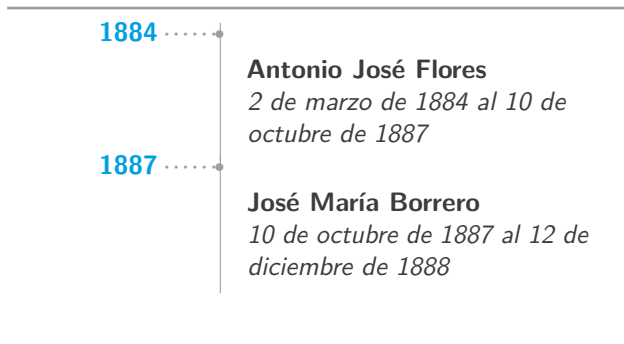 1884
Antonio José Flores
2 de marzo de 1884 al 10 de
octubre de 1887
1887
José María Borrero
10 de octubre de 1887 al 12 de
diciembre de 1888